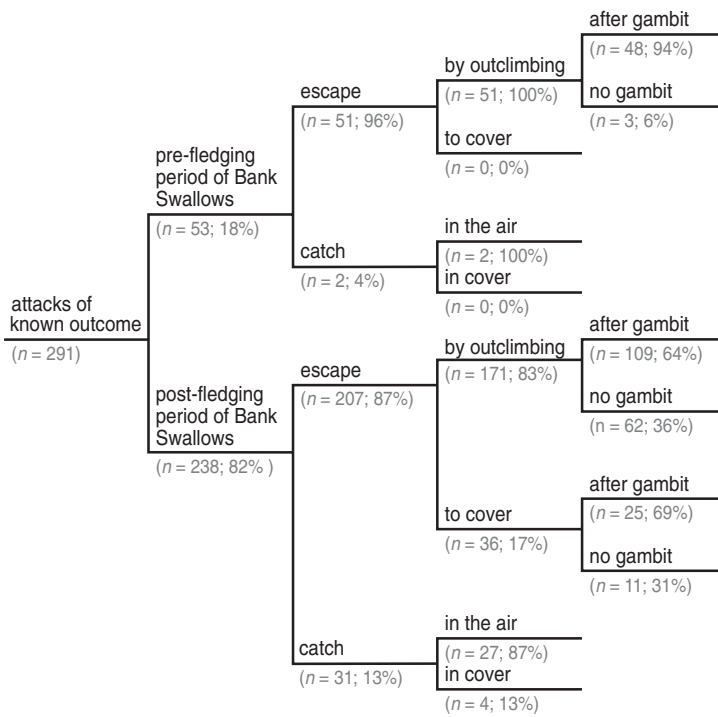 after gambit
(n = 48; 94%)
by outclimbing
(n = 51; 100%)
no gambit
(n = 3; 6%)
escape
(n = 51; 96%)
to cover
(n = 0; 0%)
pre-fledging
period of Bank
Swallows
(n = 53; 18%)
in the air
(n = 2; 100%)
catch
(n = 2; 4%)
in cover
(n = 0; 0%)
attacks of
known outcome
(n = 291)
after gambit
(n = 109; 64%)
by outclimbing
(n = 171; 83%)
no gambit
(n = 62; 36%)
escape
(n = 207; 87%)
post-fledging
period of Bank
Swallows
(n = 238; 82% )
after gambit
(n = 25; 69%)
to cover
(n = 36; 17%)
no gambit
(n = 11; 31%)
in the air
(n = 27; 87%)
catch
(n = 31; 13%)
in cover
(n = 4; 13%)